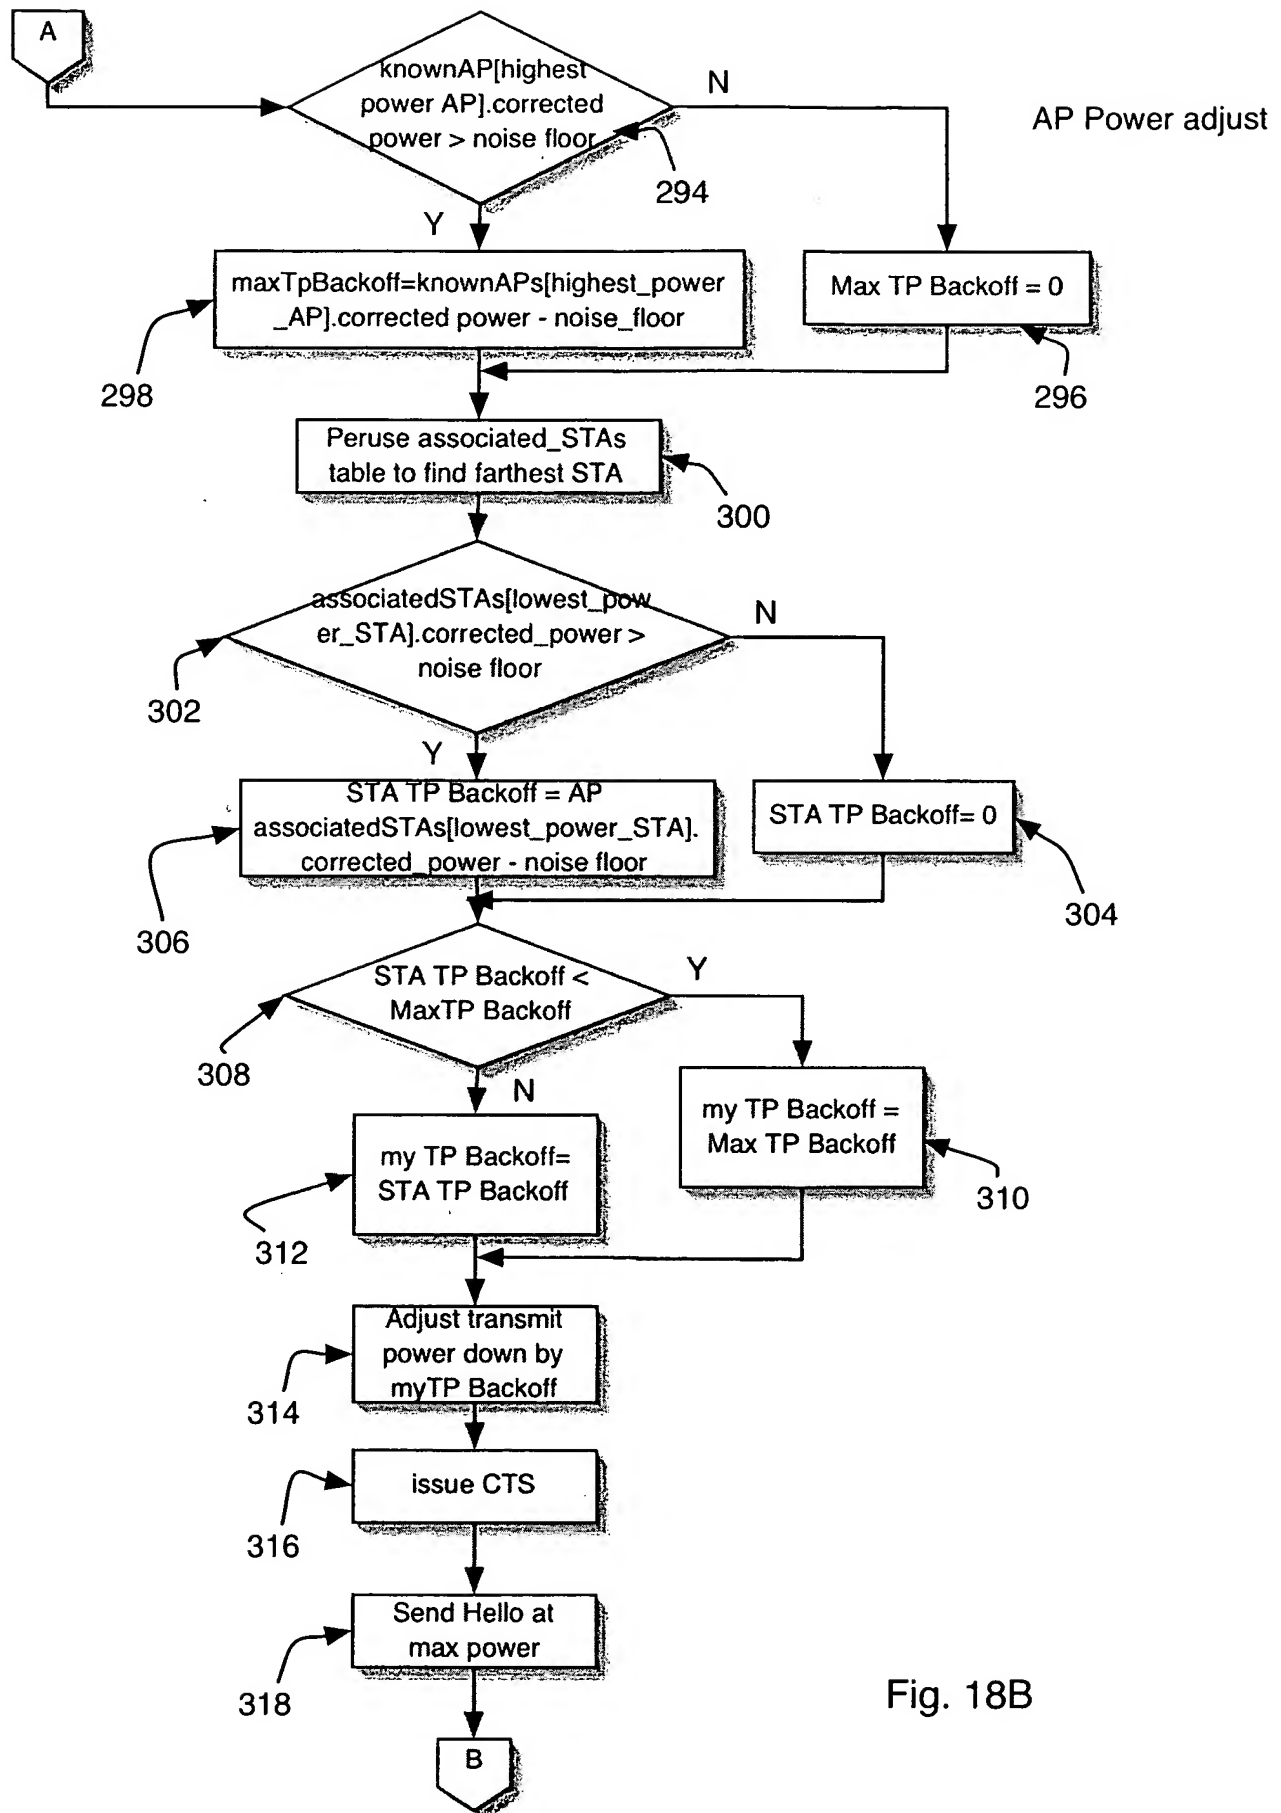 A
knownAP[highest
power AP].corrected
power > noise floor
N
AP Power adjust
294
Y
maxTpBackoff=knownAPs[highest_power
_AP].corrected power - noise_floor
Max TP Backoff = 0
298
296
Peruse associated_STAs
table to find farthest STA
300
associatedSTAs[lowest_pow
er_STA].corrected_power >
noise floor
N
302
Y
STA TP Backoff = AP
associatedSTAs[lowest_power_STA].
corrected_power - noise floor
STA TP Backoff= 0
304
306
STA TP Backoff <
MaxTP Backoff
Y
308
N
my TP Backoff =
Max TP Backoff
my TP Backoff=
STA TP Backoff
310
312
Adjust transmit
power down by
myTP Backoff
314
issue CTS
316
Send Hello at
max power
318
Fig. 18B
B